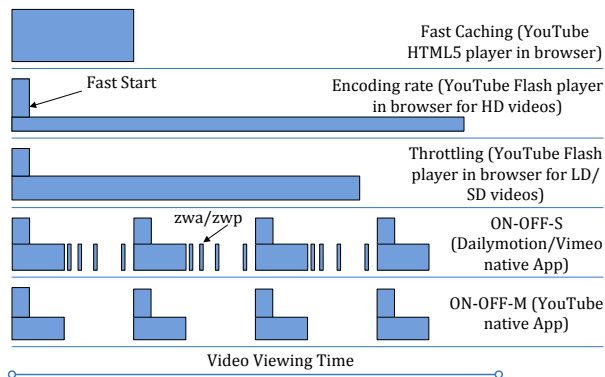 Fast Caching (YouTube
HTML5 player in browser)
Fast Start
Encoding rate (YouTube Flash player
in browser for HD videos)
Throttling (YouTube Flash
player in browser for LD/
SD videos)
zwa/zwp
ON-OFF-S
(Dailymotion/Vimeo
native App)
ON-OFF-M (YouTube
native App)
Video Viewing Time